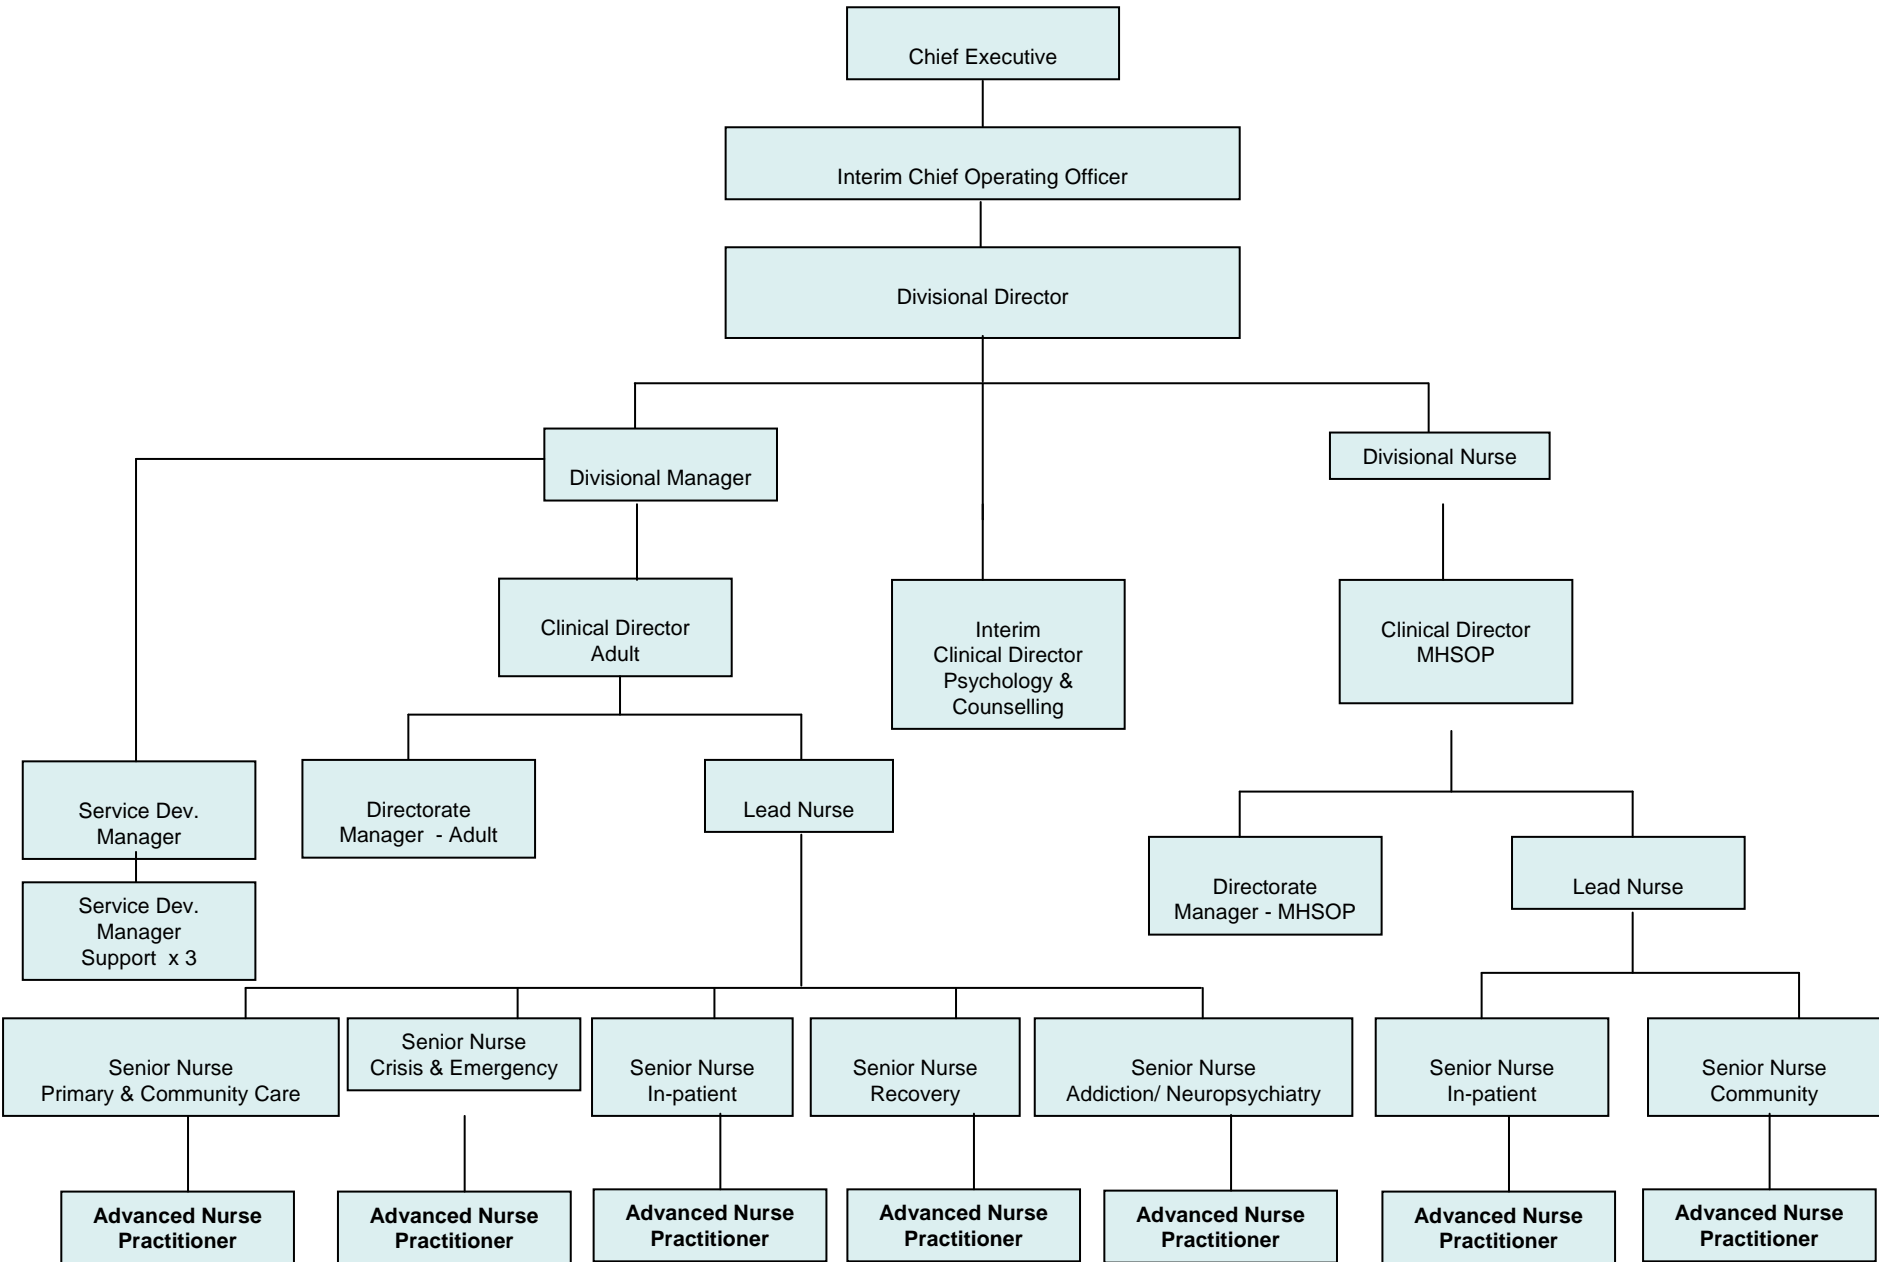 Chief Executive
Interim Chief Operating Officer
Divisional Director
Divisional Manager
Divisional Nurse
Clinical Director
Adult
Interim
Clinical Director
Psychology &
Counselling
Clinical Director
MHSOP
Service Dev.
Manager
Directorate
Manager - Adult
Lead Nurse
Directorate
Manager - MHSOP
Lead Nurse
Service Dev.
Manager
Support x 3
Senior Nurse
Primary & Community Care
Senior Nurse
Crisis & Emergency
Senior Nurse
In-patient
Senior Nurse
Recovery
Senior Nurse
Addiction/ Neuropsychiatry
Senior Nurse
In-patient
Senior Nurse
Community
Advanced Nurse
Practitioner
Advanced Nurse
Practitioner
Advanced Nurse
Practitioner
Advanced Nurse
Practitioner
Advanced Nurse
Practitioner
Advanced Nurse
Practitioner
Advanced Nurse
Practitioner